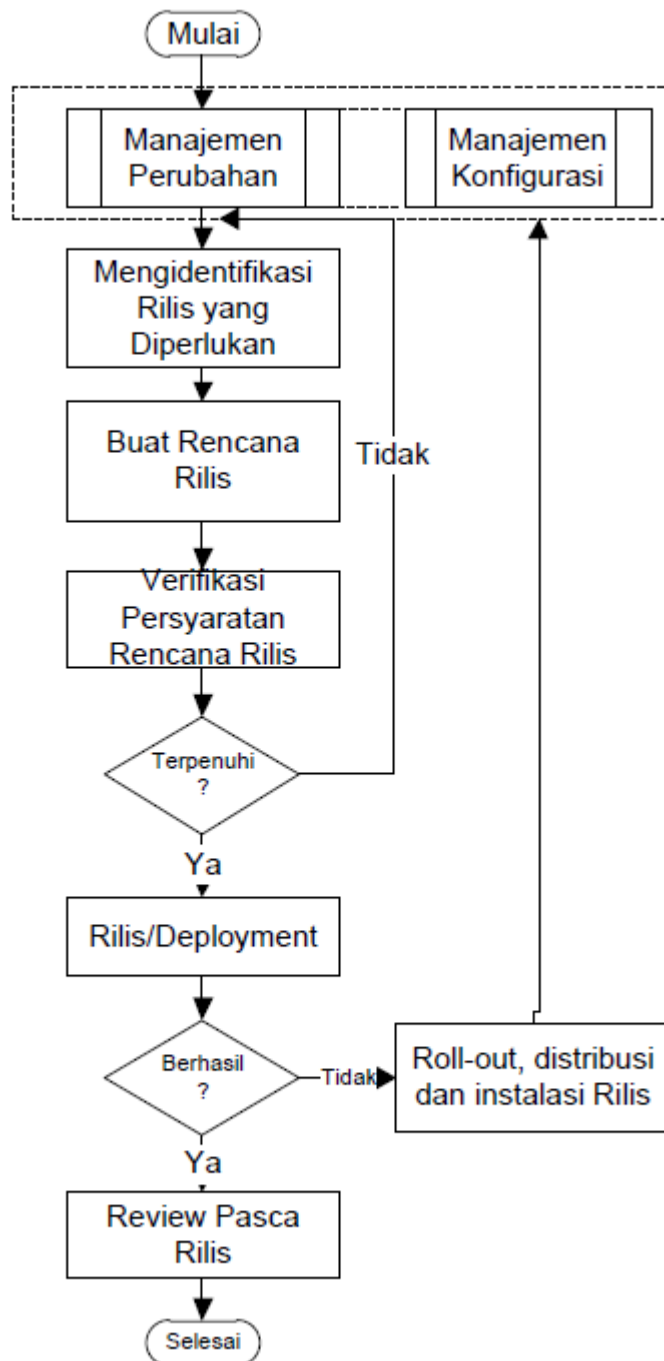 Mulai
Manajemen
Perubahan
Manajemen
Konfigurasi
Mengidentifikasi
Rilis yang
Diperlukan
Buat Rencana
Rilis
Tidak
Verifikasi
Persyaratan
Rencana Rilis
Terpenuhi
?
Ya
Rilis/Deployment
Berhasil
?
Tidak
Roll-out, distribusi
dan instalasi Rilis
Ya
Review Pasca
Rilis
Selesai